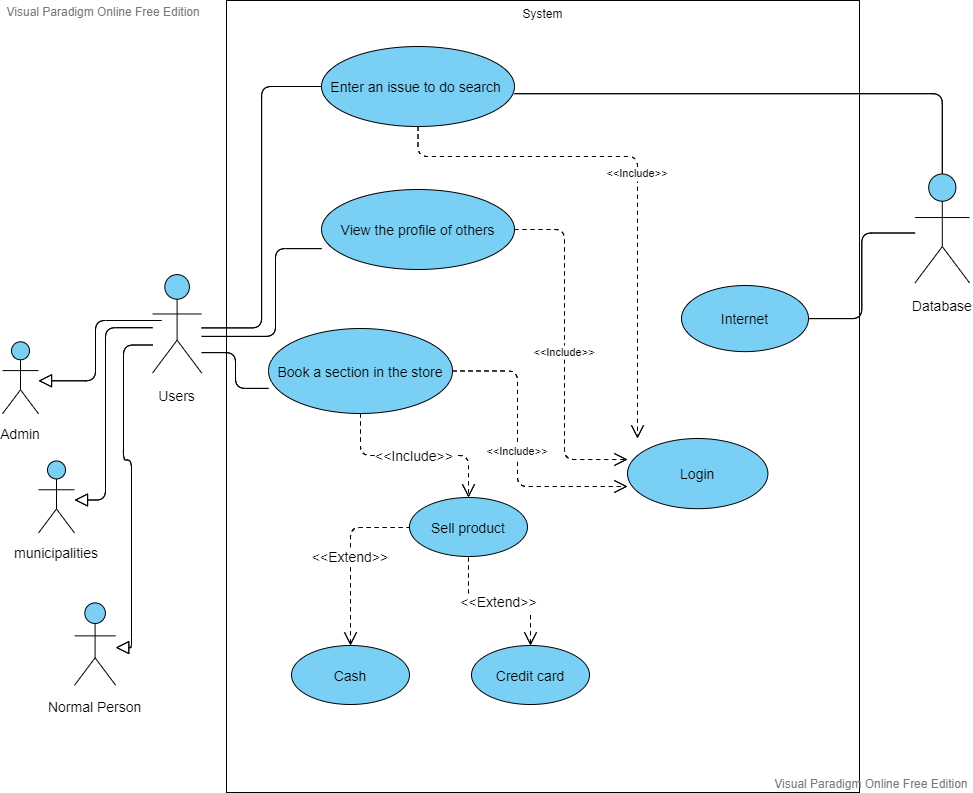 Visual Paradigm Online Free Edition
System
Enter an issue to do search
<<Include>>
View the profile of others
Internet
Database
<<Include>>
Book a section in the store
Users
Admin
<<Include>>
<<Include>>
Login
Sell product
municipalities
<<Extend>>
<<Extend>>
Cash
Credit card
Normal Person
Visual Paradigm Online Free Edition